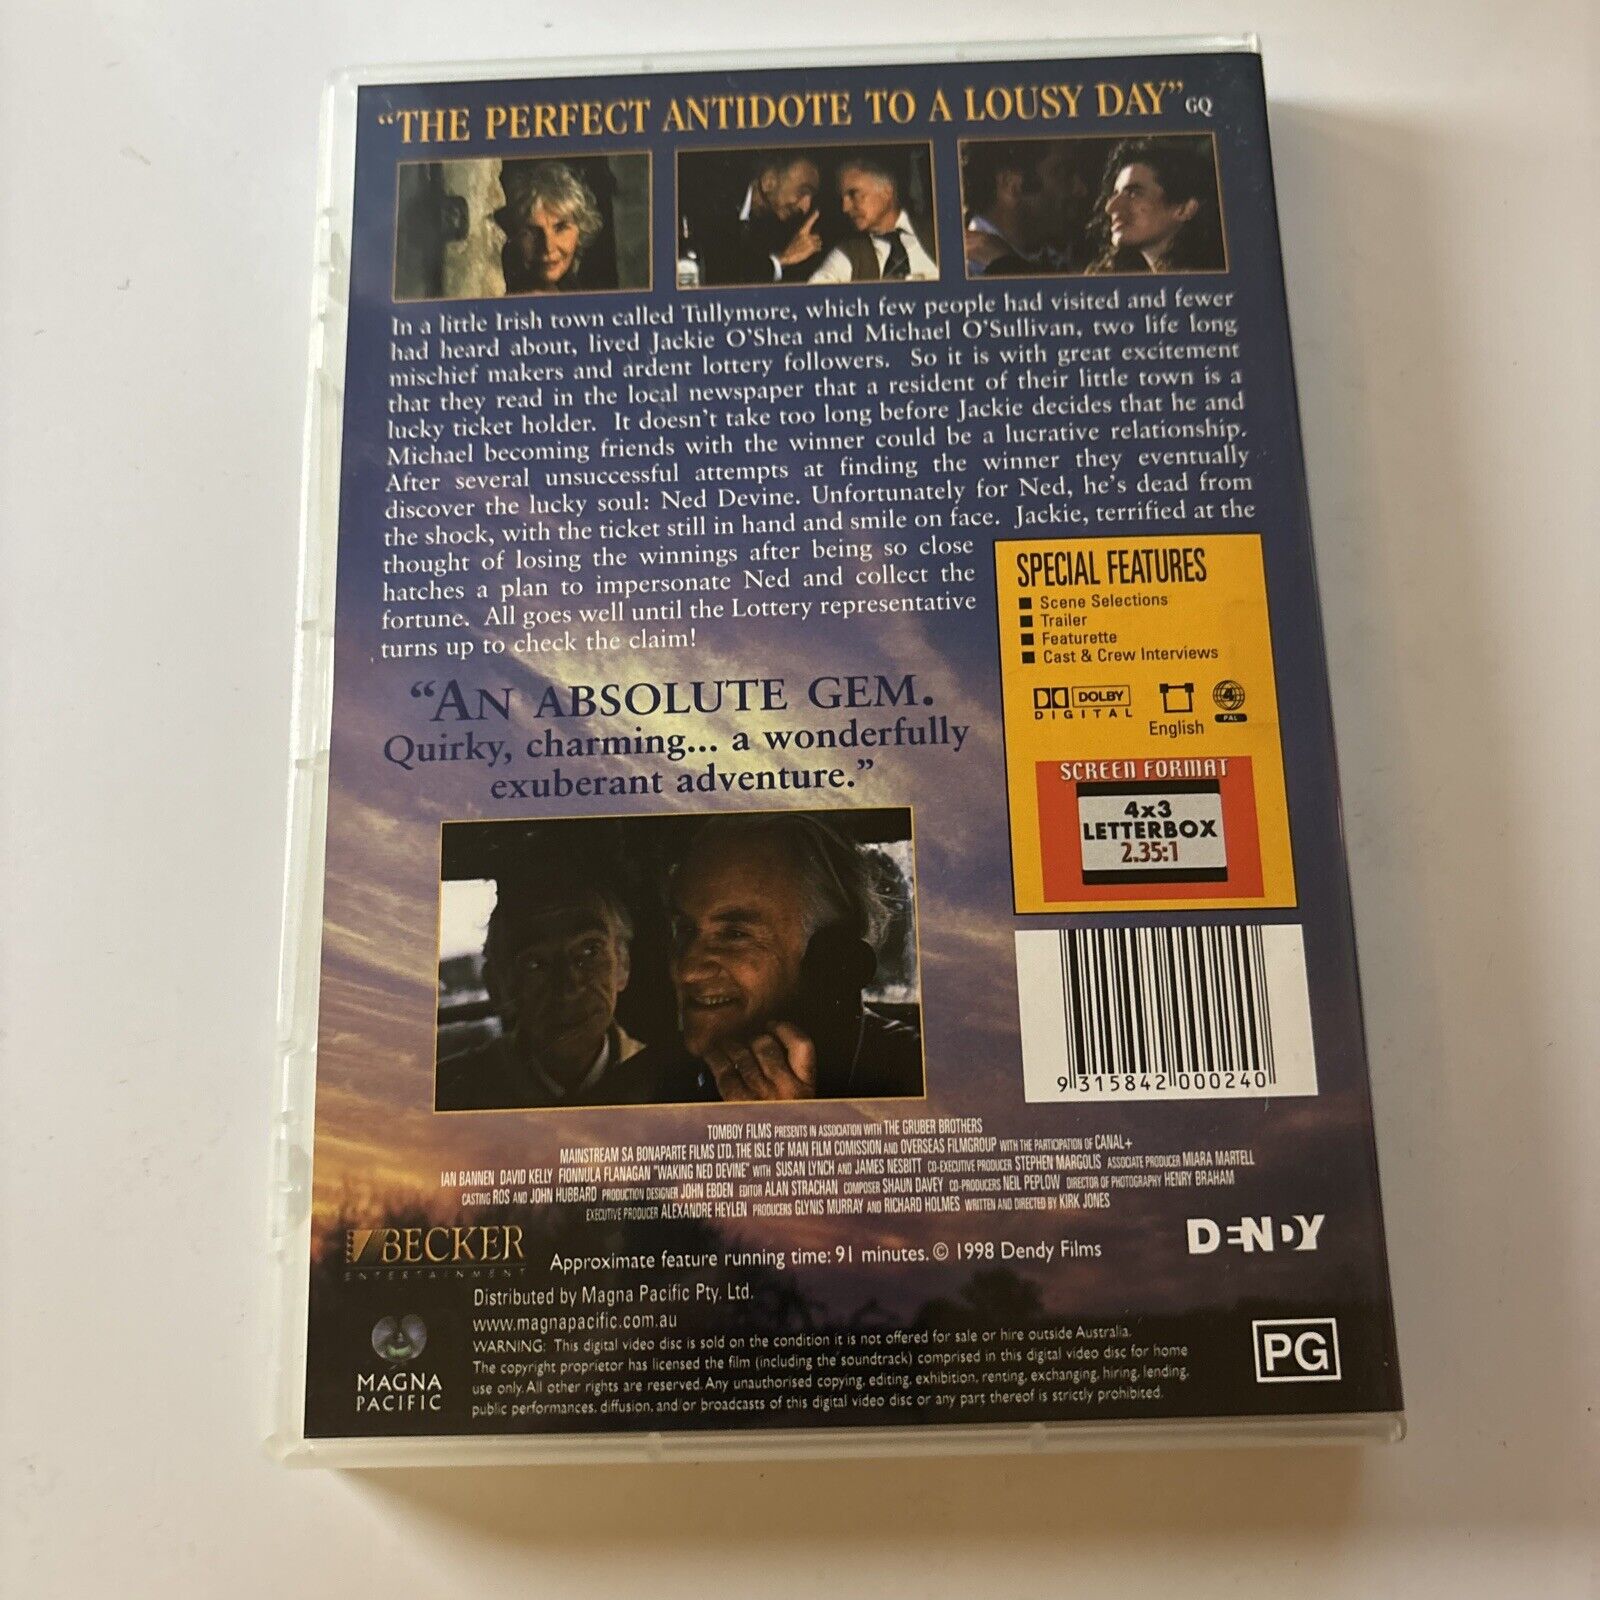 “THE PERFECT ANTIDOTE TO A LOUSY DAY” GQ
In a little Irish town called Tullymore, which few people had visited and fewer
had heard about, lived Jackie O'Shea and Michael O'Sullivan, two life long
mischief makers and ardent lottery followers. So it is with great excitement
that they read in the local newspaper that a resident of their little town is a
lucky ticket holder. It doesn't take too long before Jackie decides that he and
Michael becoming friends with the winner could be a lucrative relationship.
After several unsuccessful attempts at finding the winner they eventually
discover the lucky soul: Ned Devine. Unfortunately for Ned, he's dead from
the shock, with the ticket still in hand and smile on face. Jackie, terrified at the
thought of losing the winnings after being so close
hatches a plan to impersonate Ned and collect the
fortune. All goes well until the Lottery representative
turns up to check the claim!
“AN ABSOLUTE GEM.
Quirky, charming... a wonderfully
exuberant adventure.”
SPECIAL FEATURES
Scene Selections
Trailer
Featurette
Cast & Crew Interviews
DOLBY
DIGITAL
English
4
PAL
SCREEN FORMAT
4x3
LETTERBOX
2.35:1
9 315842 000240
TOMBOY FILMS PRESENTS IN ASSOCIATION WITH THE GRUBER BROTHERS
MAINSTREAM SA BONAPARTE FILMS LTD, THE ISLE OF MAN FILM COMISSION AND OVERSEAS FILMGROUP WITH THE PARTICIPATION OF CANAL+
IAN BANNEN DAVID KELLY FIONNULA FLANAGAN "WAKING NED DEVINE" WITH SUSAN LYNCH AND JAMES NESBITT CO-EXECUTIVE PRODUCER STEPHEN MARGOLIS ASSOCIATE PRODUCER MIARA MARTELL
CASTING ROS AND JOHN HUBBARD PRODUCTION DESIGNER JOHN EBDEN EDITOR ALAN STRACHAN COMPOSER SHAUN DAVEY CO-PRODUCERS NEIL PEPLOW DIRECTOR OF PHOTOGRAPHY HENRY BRAHAM
EXECUTIVE PRODUCER ALEXANDRE HEYLEN PRODUCERS GLYNIS MURRAY AND RICHARD HOLMES WRITTEN AND DIRECTED BY KIRK JONES
BECKER
ENTERTAINMENT
Approximate feature running time: 91 minutes. © 1998 Dendy Films
DENDY
Distributed by Magna Pacific Pty. Ltd.
www.magnapacific.com.au
WARNING: This digital video disc is sold on the condition it is not offered for sale or hire outside Australia.
The copyright proprietor has licensed the film (including the soundtrack) comprised in this digital video disc for home
use only. All other rights are reserved. Any unauthorised copying, editing, exhibition, renting, exchanging, hiring, lending,
public performances, diffusion, and/or broadcasts of this digital video disc or any part thereof is strictly prohibited.
MAGNA
PACIFIC
PG